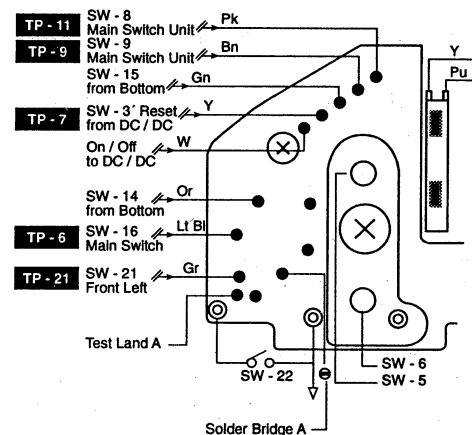 TP - 11 SW - 8 Pk
Main Switch Unit
TP - 9 SW - 9 Bn
Main Switch Unit
SW - 15 Gn
from Bottom
TP - 7 SW - 3´ Reset Y
from DC / DC
On / Off W
to DC / DC
SW - 14 Or
from Bottom
TP - 6 SW - 16 Lt´Bl
Main Switch
TP - 21 SW - 21 Gr
Front Left
Test Land A
SW - 22
Solder Bridge A
SW - 6
SW - 5
Y
Pu